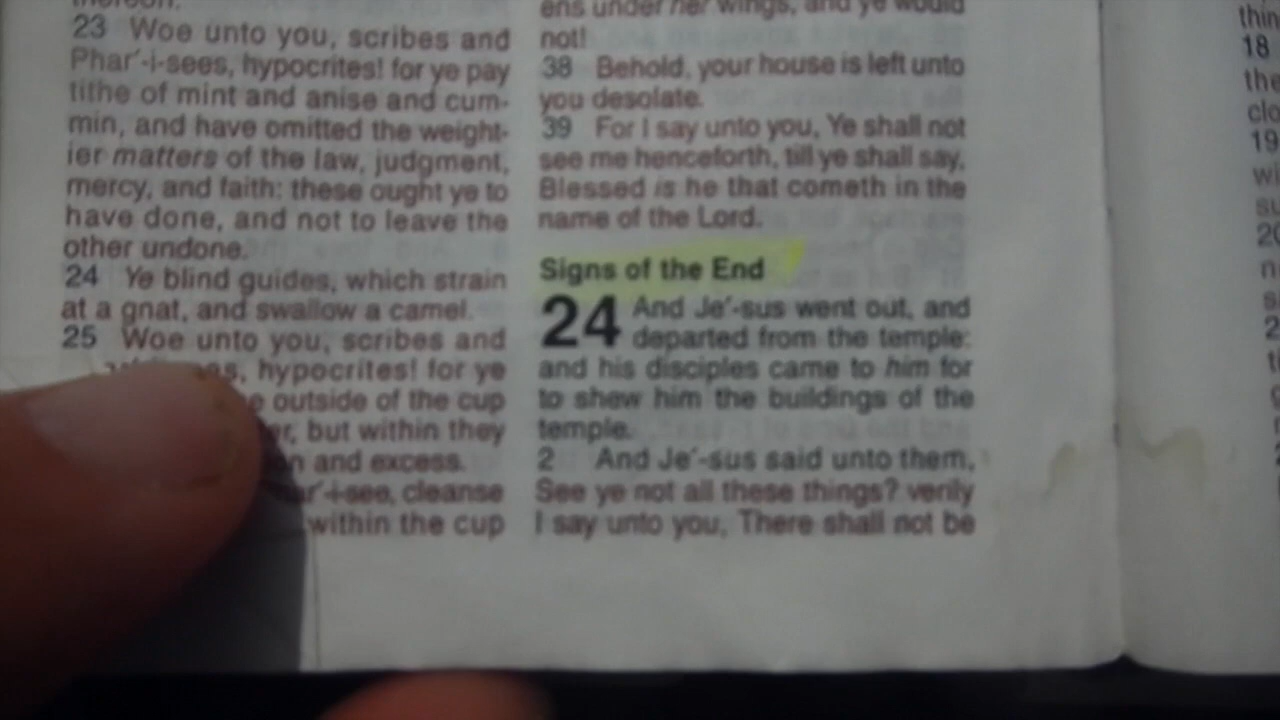 thereon.
23 Woe unto you, scribes and
Phar'-i-sees, hypocrites! for ye pay
tithe of mint and anise and cum-
min, and have omitted the weight-
ier matters of the law, judgment,
mercy, and faith: these ought ye to
have done, and not to leave the
other undone.
24 Ye blind guides, which strain
at a gnat, and swallow a camel.
25 Woe unto you, scribes and
hypocrites! for ye
outside of the cup
but within they
and excess.
cleanse
within the cup
ens under her wings, and ye would
not!
38 Behold, your house is left unto
you desolate.
39 For I say unto you, Ye shall not
see me henceforth, till ye shall say,
Blessed is he that cometh in the
name of the Lord.
Signs of the End
24 And Je'-sus went out, and
departed from the temple:
and his disciples came to him for
to shew him the buildings of the
temple.
2 And Je'-sus said unto them,
See ye not all these things? verily
I say unto you, There shall not be
18
19